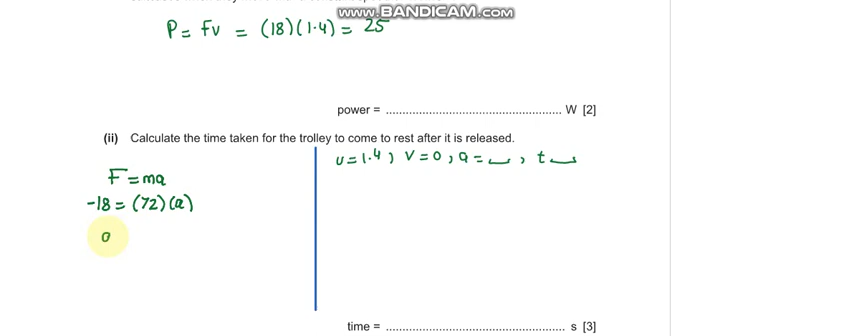 www.BANDICAM.com
P = Fv = (18)(1.4) = 25
power = ........................................................ W [2]
(ii) Calculate the time taken for the trolley to come to rest after it is released.
u = 1.4, v = 0, a = , t
F = ma
-18 = (72)(a)
a
time = ........................................................ s [3]